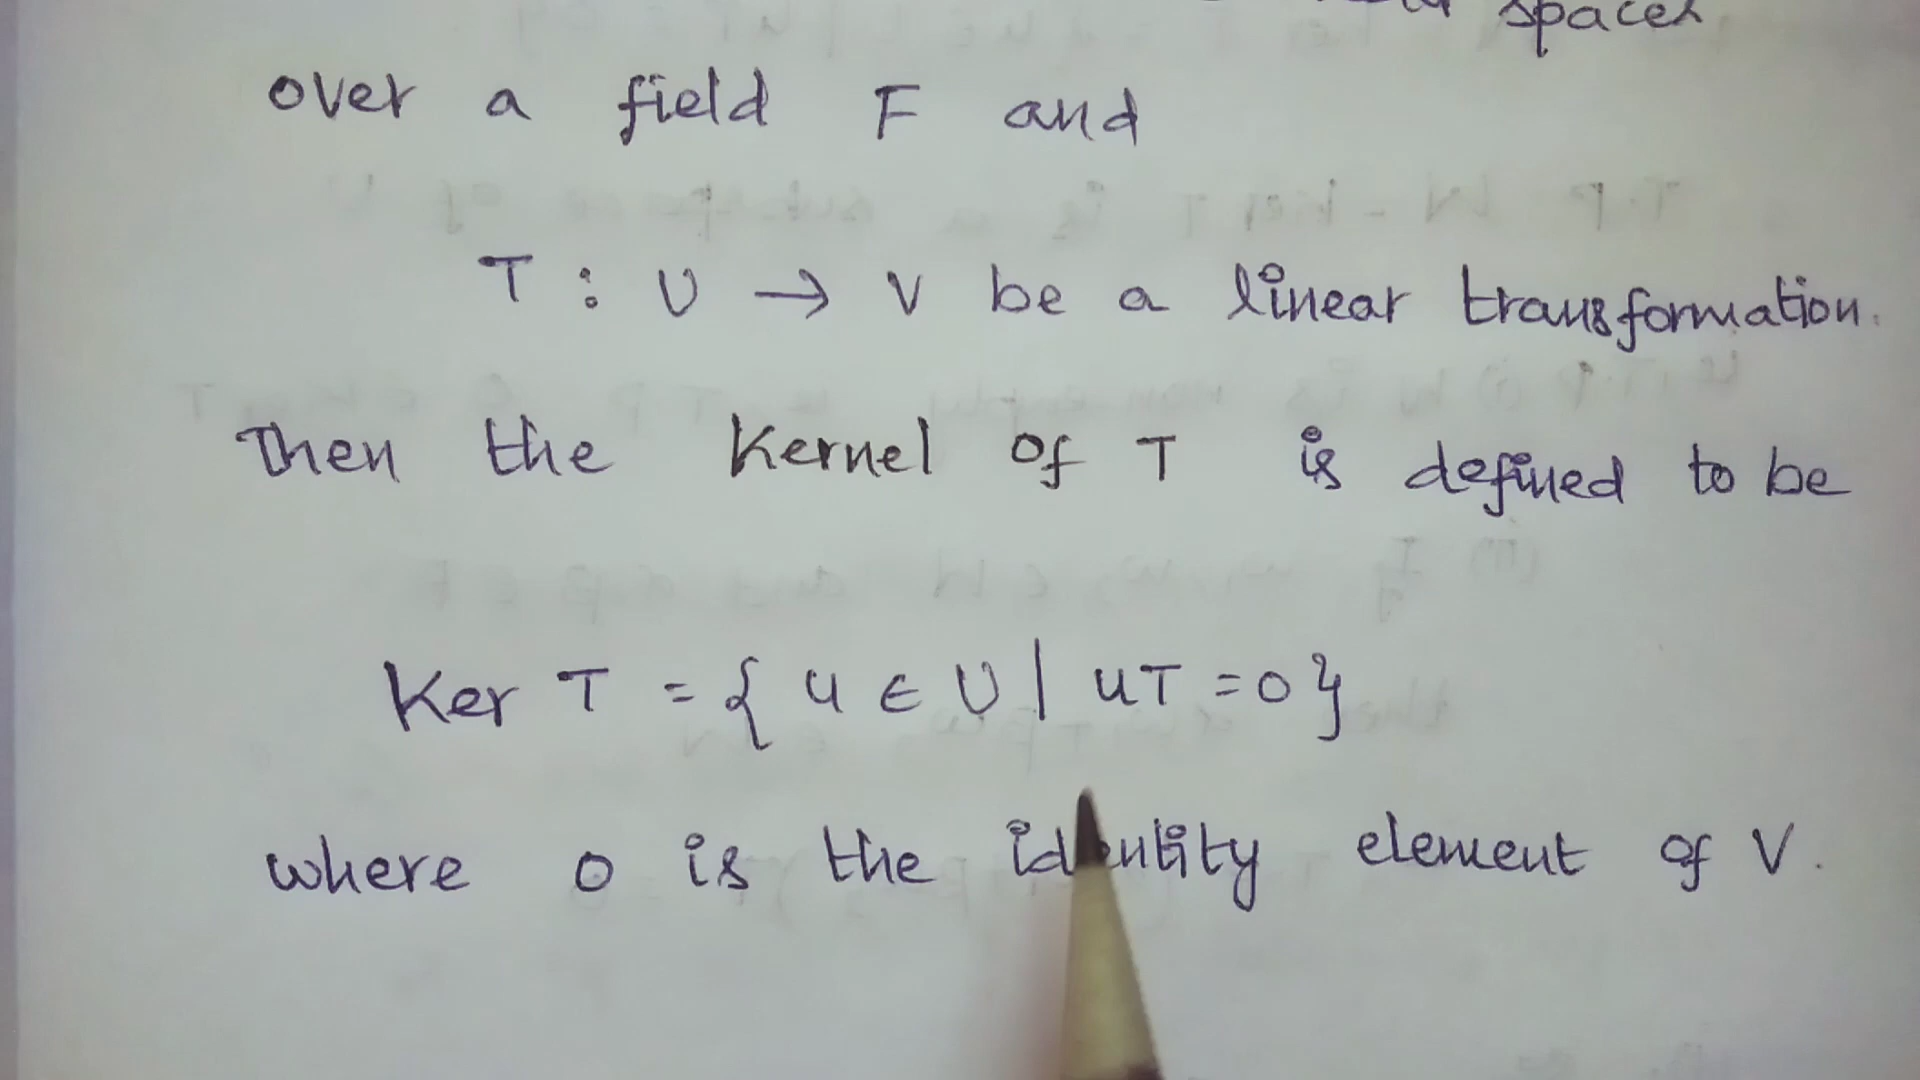 spaces
over a field F and
T : U → V be a linear transformation.
Then the Kernel of T is defined to be
Ker T = { u ∈ U | uT = 0 }
where 0 is the identity element of V.